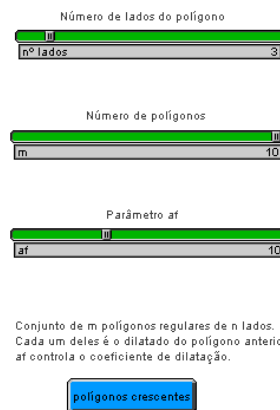 Número de lados do polígono
nº lados 3
Número de polígonos
m 10
Parâmetro af
af 10
Conjunto de m polígonos regulares de n lados.
Cada um deles é o dilatado do polígono anterio
af controla o coeficiente de dilatação.
polígonos crescentes